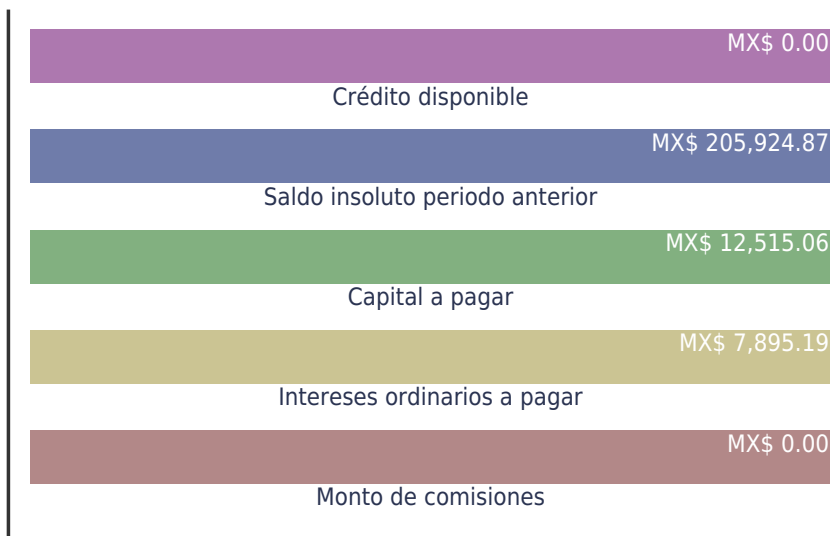 MX$ 0.00
Crédito disponible
MX$ 205,924.87
Saldo insoluto periodo anterior
MX$ 12,515.06
Capital a pagar
MX$ 7,895.19
Intereses ordinarios a pagar
MX$ 0.00
Monto de comisiones